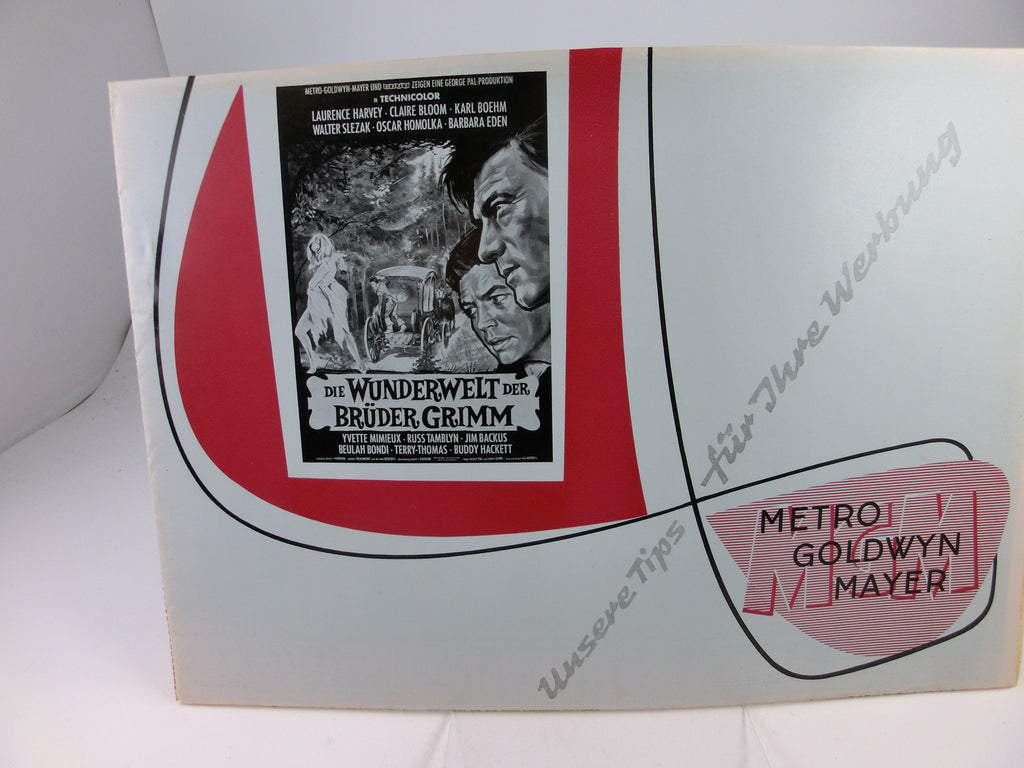 METRO-GOLDWYN-MAYER UND CINERAMA ZEIGEN EINE GEORGE PAL-PRODUKTION
in TECHNICOLOR
LAURENCE HARVEY · CLAIRE BLOOM · KARL BOEHM
WALTER SLEZAK · OSCAR HOMOLKA · BARBARA EDEN
DIE WUNDERWELT DER
BRÜDER GRIMM
YVETTE MIMIEUX · RUSS TAMBLYN · JIM BACKUS
BEULAH BONDI · TERRY-THOMAS · BUDDY HACKETT
Unsere Tips für Ihre Werbung
MGM
METRO
GOLDWYN
MAYER